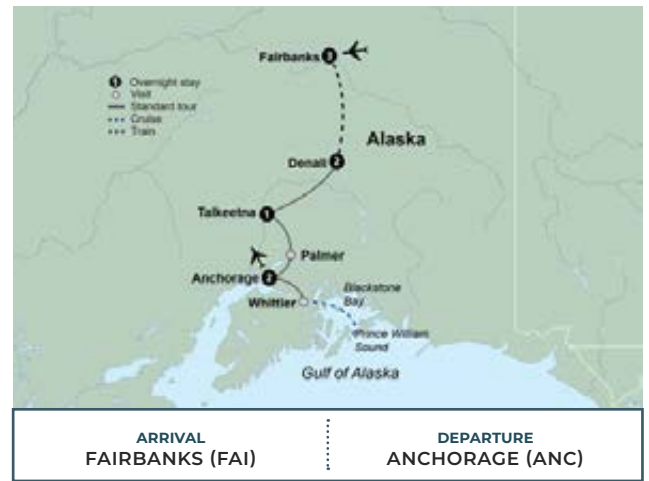 Fairbanks 3
1 Overnight stay
Visit
Standard tour
Cruise
Train
Alaska
Denali 2
Talkeetna 1
Palmer
Anchorage 2
Blackstone
Bay
Whittier
Prince William
Sound
Gulf of Alaska
ARRIVAL
FAIRBANKS (FAI)
DEPARTURE
ANCHORAGE (ANC)